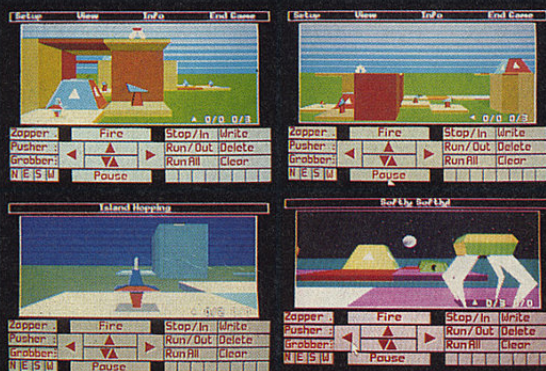 Setup View Info End Game
0/0 0/3
Zapper : Fire Stop/In Write
Pusher : Run/Out Delete
Grabber: Run All Clear
N E S W Pause
Setup View Info End Game
0/0 0/3
Zapper : Fire Stop/In Write
Pusher : Run/Out Delete
Grabber: Run All Clear
N E S W Pause
Island Hopping
Zapper : Fire Stop/In Write
Pusher : Run/Out Delete
Grabber: Run All Clear
N E S W Pause
Softly Softly!
0/3 /0
Zapper : Fire Stop/In Write
Pusher : Run/Out Delete
Grabber: Run All Clear
N E S W Pause